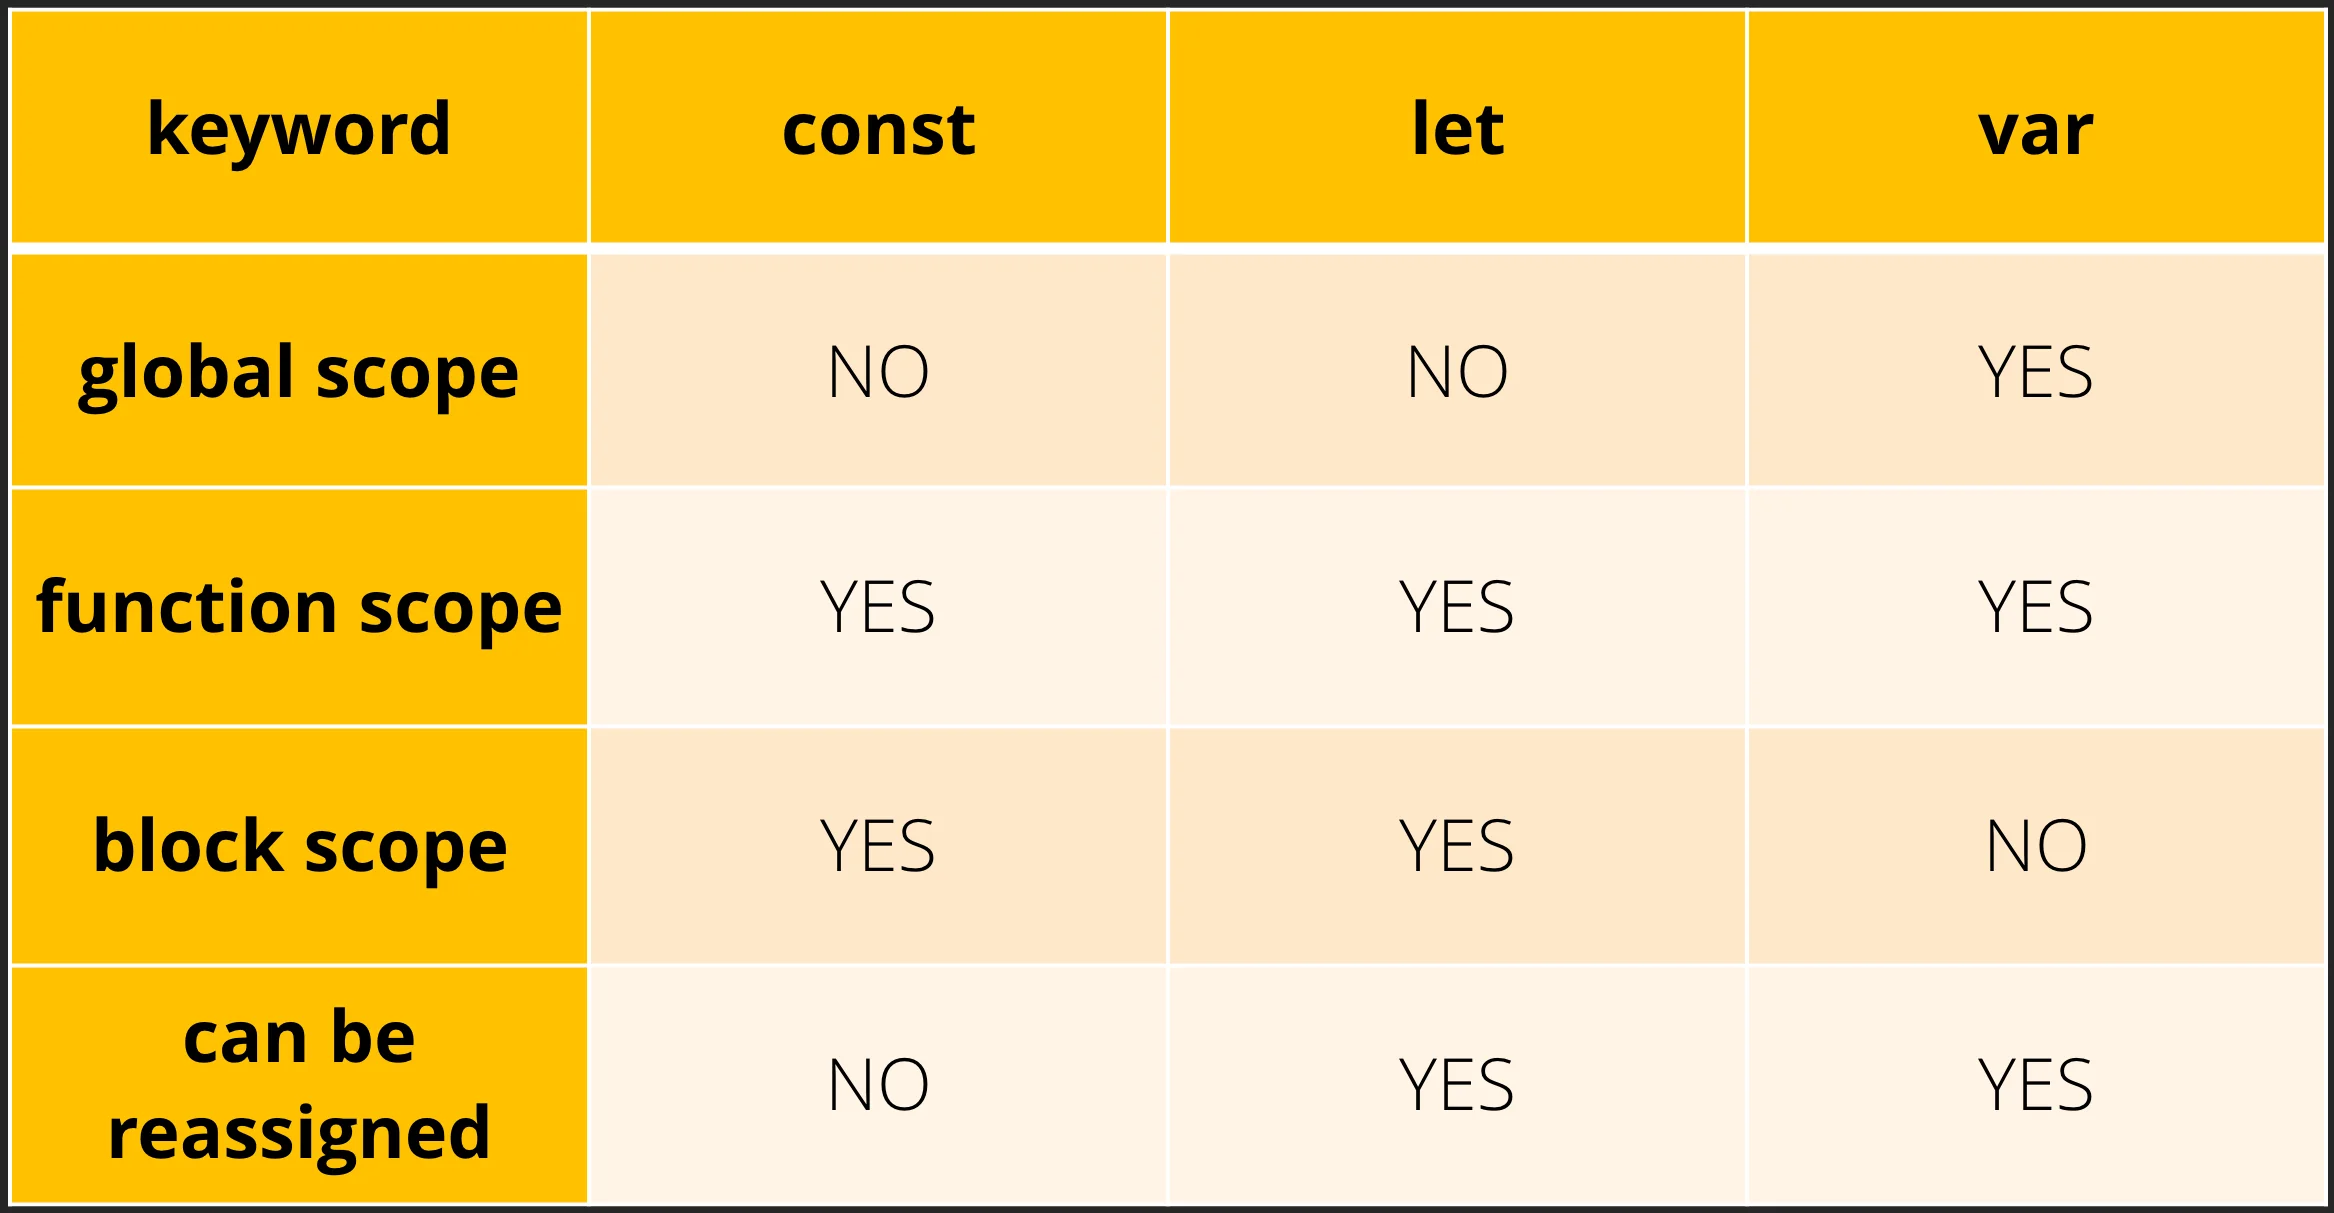 keyword const let var
global scope NO NO YES
function scope YES YES YES
block scope YES YES NO
can be
reassigned NO YES YES